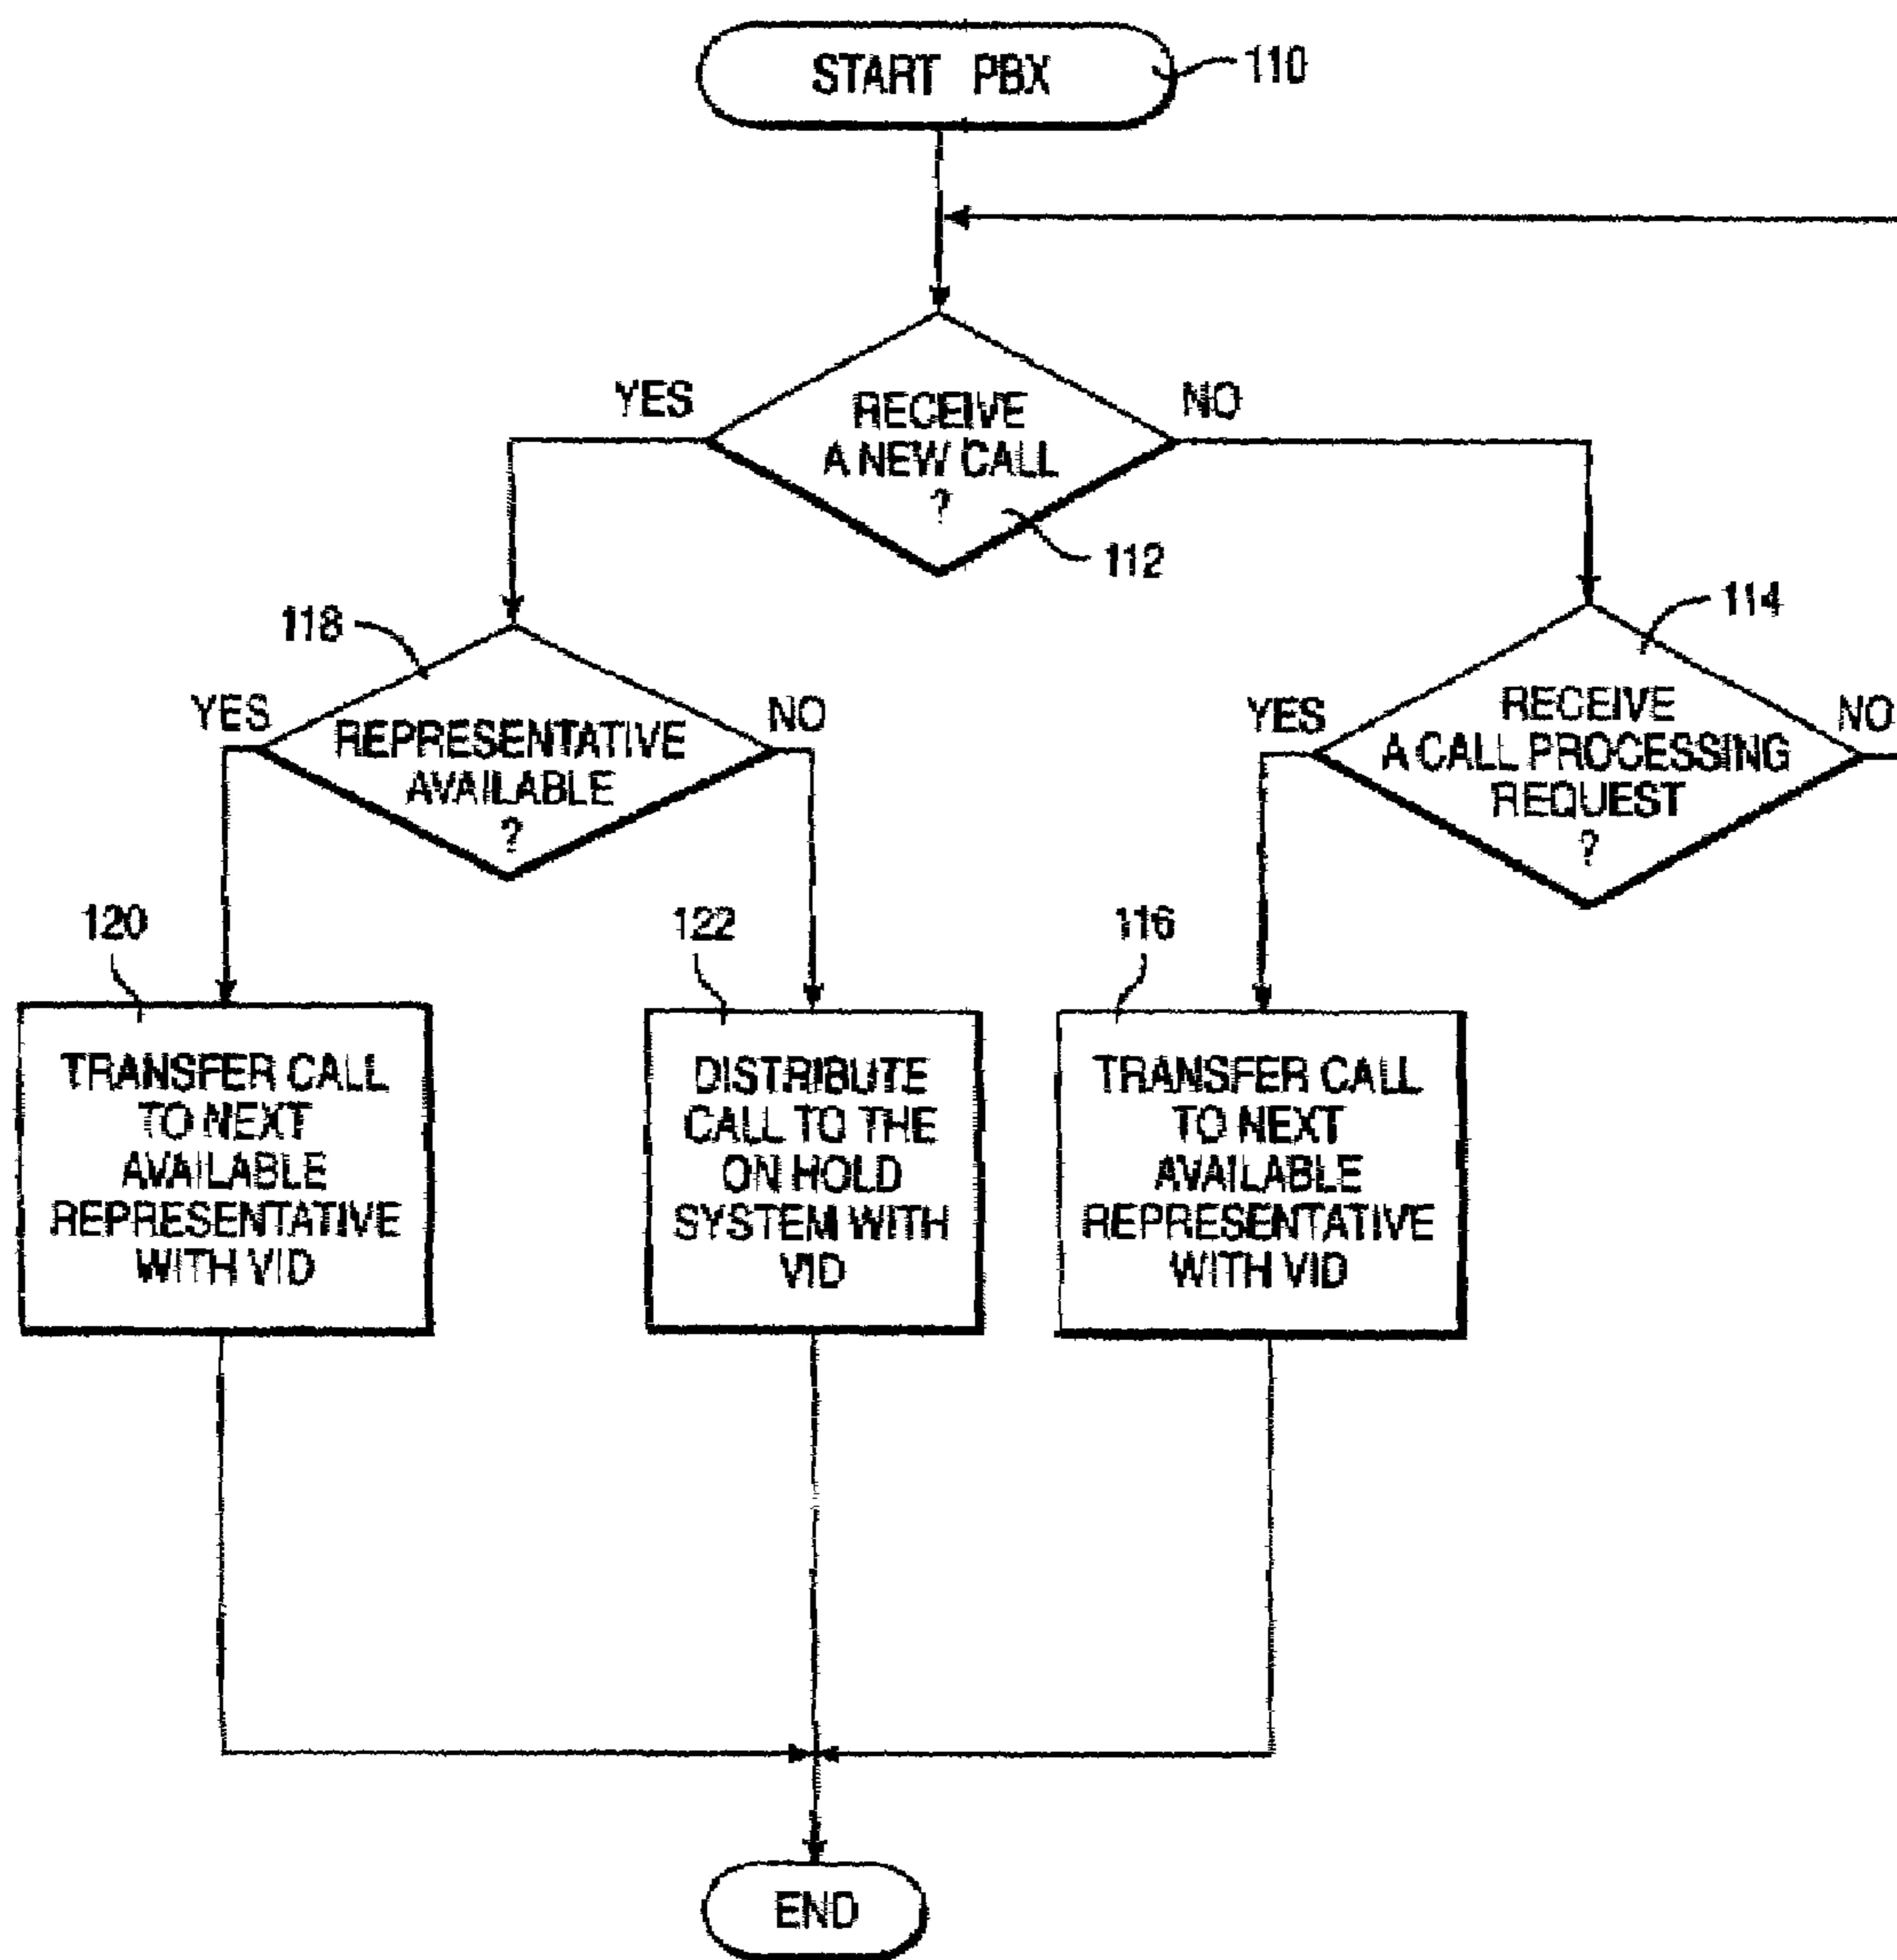 START PBX
110
YES
NO
RECEIVE
A NEW CALL
?
112
118
114
YES
NO
REPRESENTATIVE
AVAILABLE
?
YES
NO
RECEIVE
A CALL PROCESSING
REQUEST
?
120
122
116
TRANSFER CALL
TO NEXT
AVAILABLE
REPRESENTATIVE
WITH VID
DISTRIBUTE
CALL TO THE
ON HOLD
SYSTEM WITH
VID
TRANSFER CALL
TO NEXT
AVAILABLE
REPRESENTATIVE
WITH VID
END